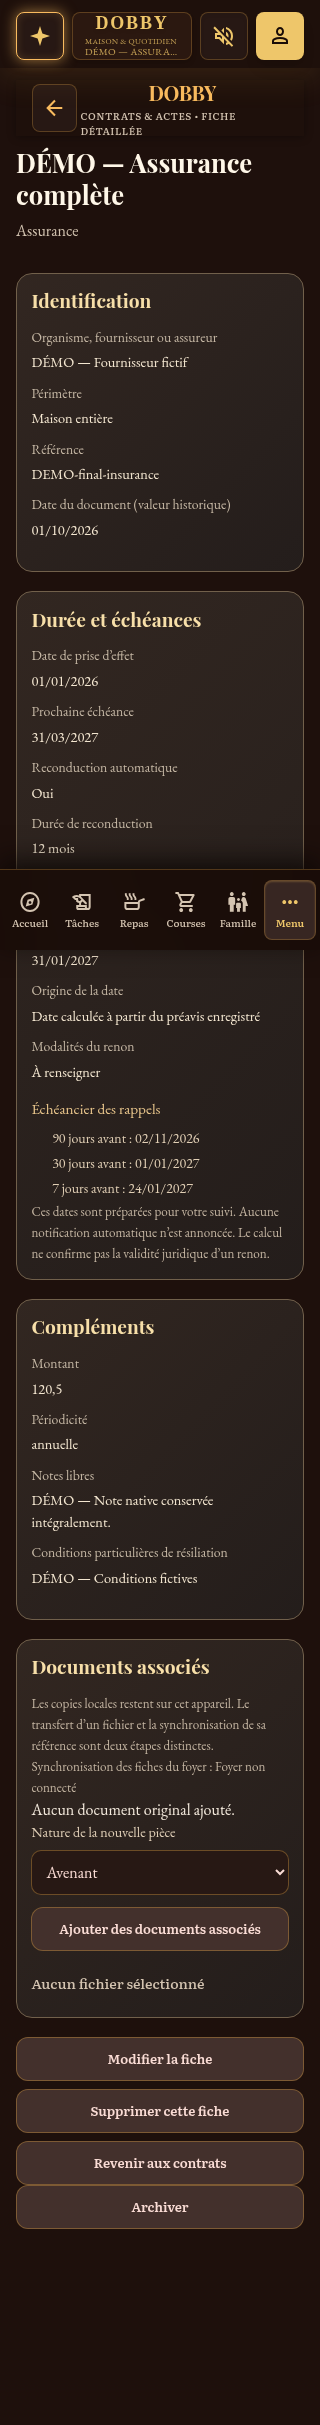 DOBBY
MAISON & QUOTIDIEN
DÉMO — ASSURA…
DOBBY
CONTRATS & ACTES • FICHE
DÉTAILLÉE
DÉMO — Assurance
complète
Assurance
Identification
Organisme, fournisseur ou assureur
DÉMO — Fournisseur fictif
Périmètre
Maison entière
Référence
DEMO-final-insurance
Date du document (valeur historique)
01/10/2026
Durée et échéances
Date de prise d’effet
01/01/2026
Prochaine échéance
31/03/2027
Reconduction automatique
Oui
Durée de reconduction
12 mois
Accueil
Tâches
Repas
Courses
Famille
Menu
31/01/2027
Origine de la date
Date calculée à partir du préavis enregistré
Modalités du renon
À renseigner
Échéancier des rappels
90 jours avant : 02/11/2026
30 jours avant : 01/01/2027
7 jours avant : 24/01/2027
Ces dates sont préparées pour votre suivi. Aucune
notification automatique n’est annoncée. Le calcul
ne confirme pas la validité juridique d’un renon.
Compléments
Montant
120,5
Périodicité
annuelle
Notes libres
DÉMO — Note native conservée
intégralement.
Conditions particulières de résiliation
DÉMO — Conditions fictives
Documents associés
Les copies locales restent sur cet appareil. Le
transfert d’un fichier et la synchronisation de sa
référence sont deux étapes distinctes.
Synchronisation des fiches du foyer : Foyer non
connecté
Aucun document original ajouté.
Nature de la nouvelle pièce
Avenant
Ajouter des documents associés
Aucun fichier sélectionné
Modifier la fiche
Supprimer cette fiche
Revenir aux contrats
Archiver